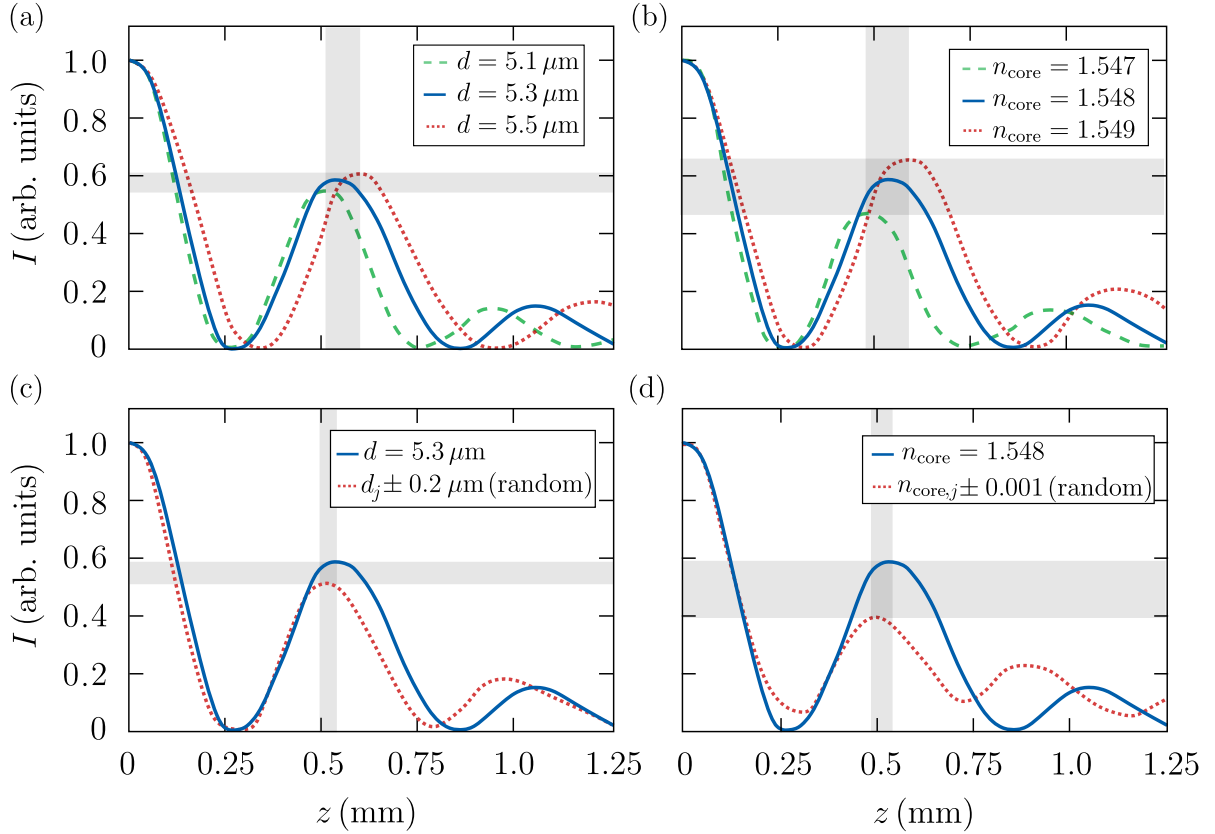 (a)
I (arb. units)
1.0
0.8
0.6
0.4
0.2
0
d = 5.1 μm
d = 5.3 μm
d = 5.5 μm
(b)
n_core = 1.547
n_core = 1.548
n_core = 1.549
(c)
I (arb. units)
1.0
0.8
0.6
0.4
0.2
0
d = 5.3 μm
d_j ± 0.2 μm (random)
0 0.25 0.5 0.75 1.0 1.25
z (mm)
(d)
n_core = 1.548
n_core,j ± 0.001 (random)
0 0.25 0.5 0.75 1.0 1.25
z (mm)